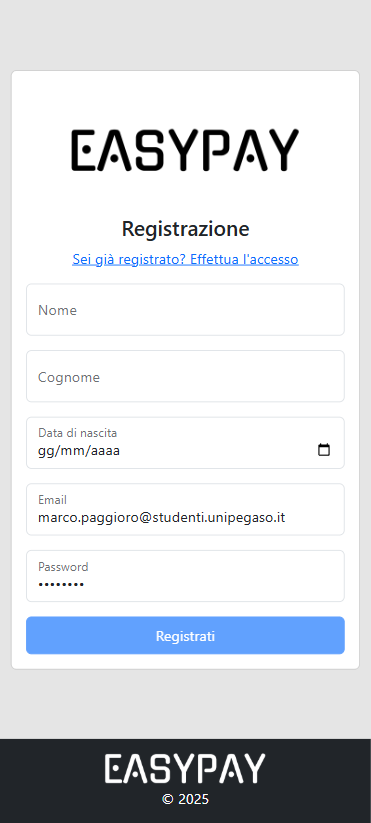 EASYPAY
Registrazione
Sei già registrato? Effettua l'accesso
Nome
Cognome
Data di nascita
gg/mm/aaaa
Email
marco.paggioro@studenti.unipegaso.it
Password
••••••••
Registrati
EASYPAY
© 2025